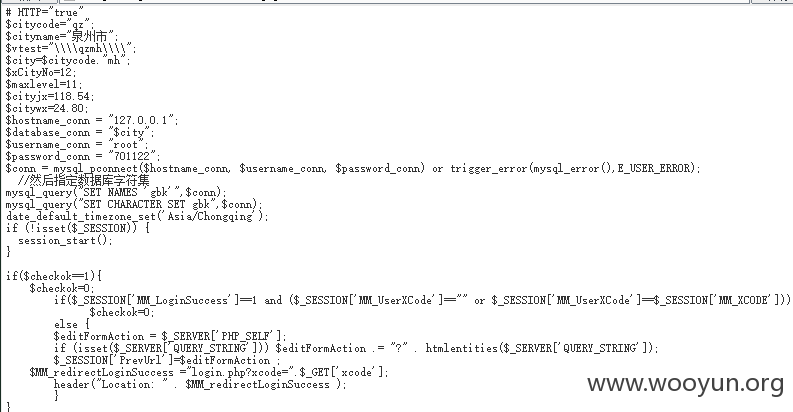 # HTTP="true"
$citycode="qz";
$cityname="泉州市";
$vtest="\\\\qzmh\\\\";
$city=$citycode."mh";
$xCityNo=12;
$maxlevel=11;
$cityjx=118.54;
$citywx=24.80;
$hostname_conn = "127.0.0.1";
$database_conn = "$city";
$username_conn = "root";
$password_conn = "701122";
$conn = mysql_pconnect($hostname_conn, $username_conn, $password_conn) or trigger_error(mysql_error(),E_USER_ERROR);
//然后指定数据库字符集
mysql_query("SET NAMES 'gbk'",$conn);
mysql_query("SET CHARACTER SET gbk",$conn);
date_default_timezone_set('Asia/Chongqing');
if (!isset($_SESSION)) {
session_start();
}
if($checkok==1){
$checkok=0;
if($_SESSION['MM_LoginSuccess']==1 and ($_SESSION['MM_UserXCode']=="" or $_SESSION['MM_UserXCode']==$_SESSION['MM_XCODE']))
$checkok=0;
else {
$editFormAction = $_SERVER['PHP_SELF'];
if (isset($_SERVER['QUERY_STRING'])) $editFormAction .= "?" . htmlentities($_SERVER['QUERY_STRING']);
$_SESSION['PrevUrl']=$editFormAction ;
$MM_redirectLoginSuccess ="login.php?xcode=".$_GET['xcode'];
header("Location: " . $MM_redirectLoginSuccess );
}
}
www.wooyun.org